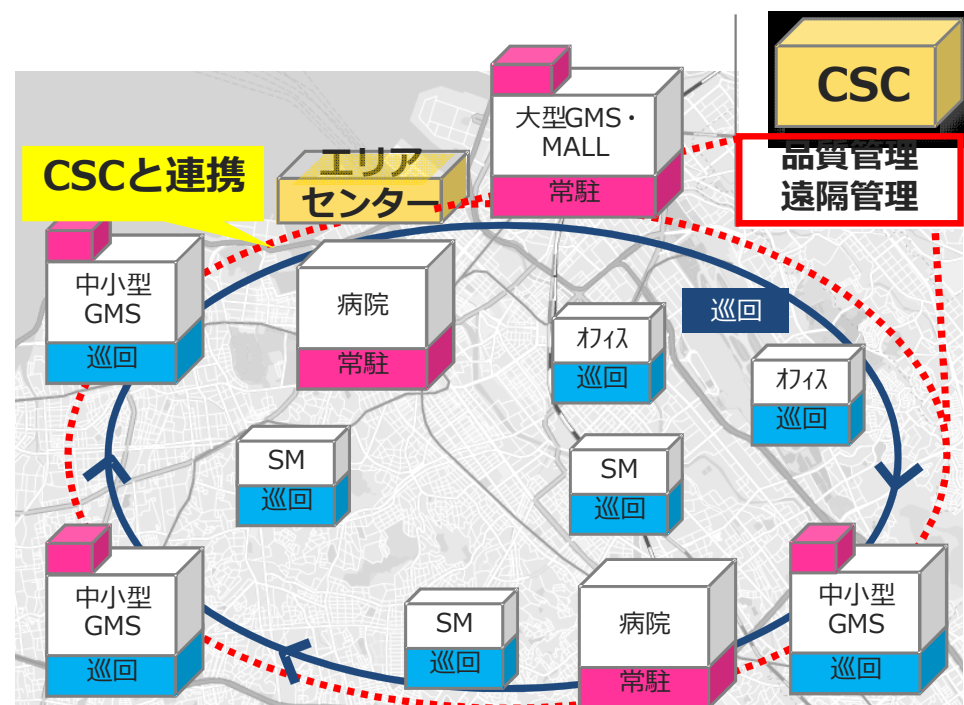 CSC
品質管理
遠隔管理
大型GMS・
MALL
常駐
エリア
センター
CSCと連携
中小型
GMS
巡回
病院
常駐
オフィス
巡回
巡回
オフィス
巡回
SM
巡回
SM
巡回
中小型
GMS
巡回
SM
巡回
病院
常駐
中小型
GMS
巡回